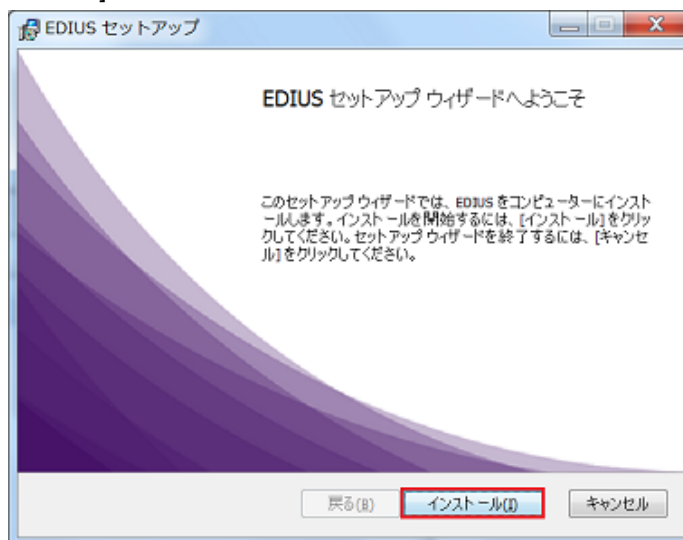 EDIUS セットアップ
EDIUS セットアップ ウィザードへようこそ
このセットアップ ウィザードでは、EDIUS をコンピューターにインスト
ールします。インストールを開始するには、[インストール] をクリッ
クしてください。セットアップ ウィザードを終了するには、[キャンセ
ル] をクリックしてください。
戻る(B) インストール(I) キャンセル